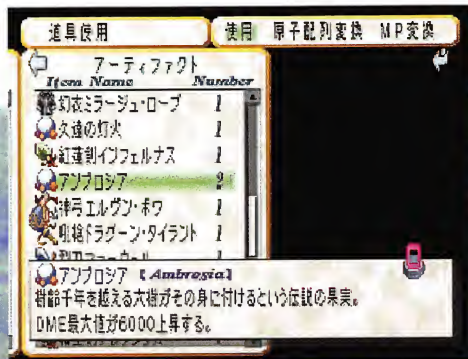 道具使用
使用 原子配列変換 MP変換
アーティファクト
Item Name Number
幻衣ミラージュ・ローブ 1
久遠の灯火 1
紅蓮剣インフェルナス 1
アンブロシア 2
神弓エルヴン・ボウ 1
吼槍ドラグーン・タイラント 1
アンブロシア 【Ambrosia】
樹齢千年を越える大樹がその身に付けるという伝説の果実。
DME最大値が6000上昇する。